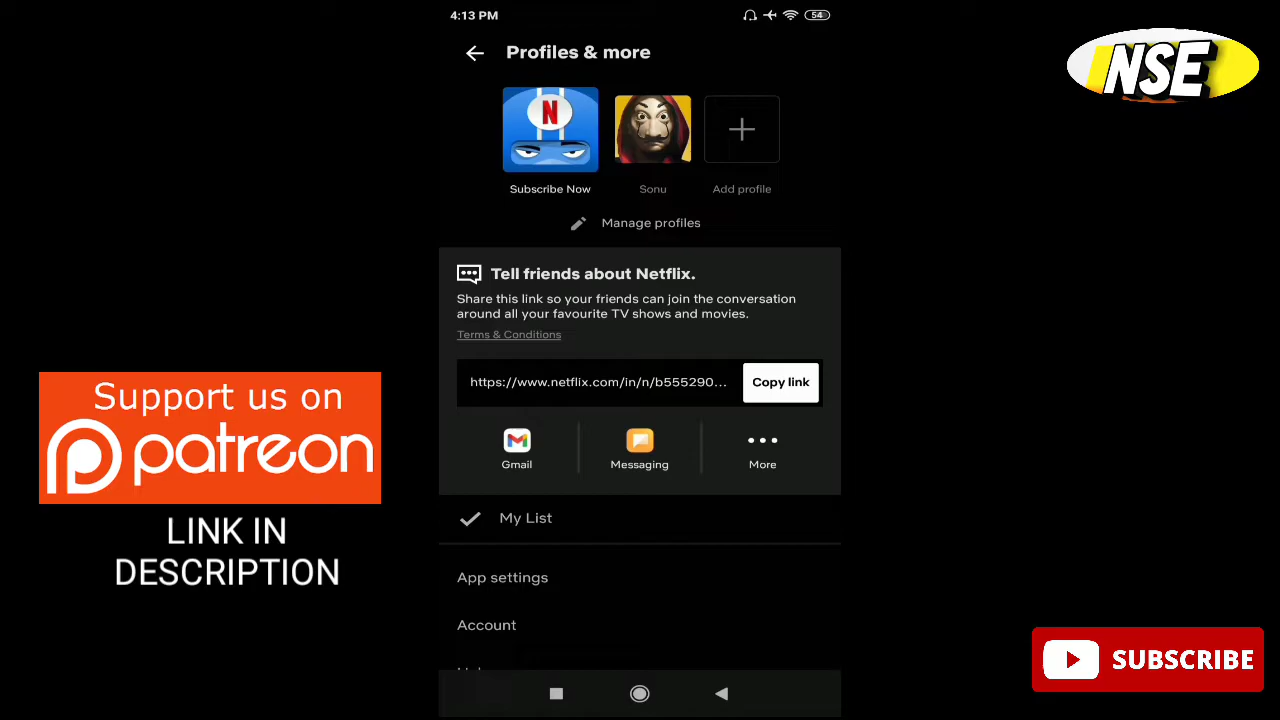 4:13 PM
54
Profiles & more
NSE
N
Subscribe Now
Sonu
Add profile
Manage profiles
Tell friends about Netflix.
Share this link so your friends can join the conversation
around all your favourite TV shows and movies.
Terms & Conditions
https://www.netflix.com/in/n/b555290...
Copy link
Gmail
Messaging
More
My List
App settings
Account
Support us on
patreon
LINK IN
DESCRIPTION
SUBSCRIBE